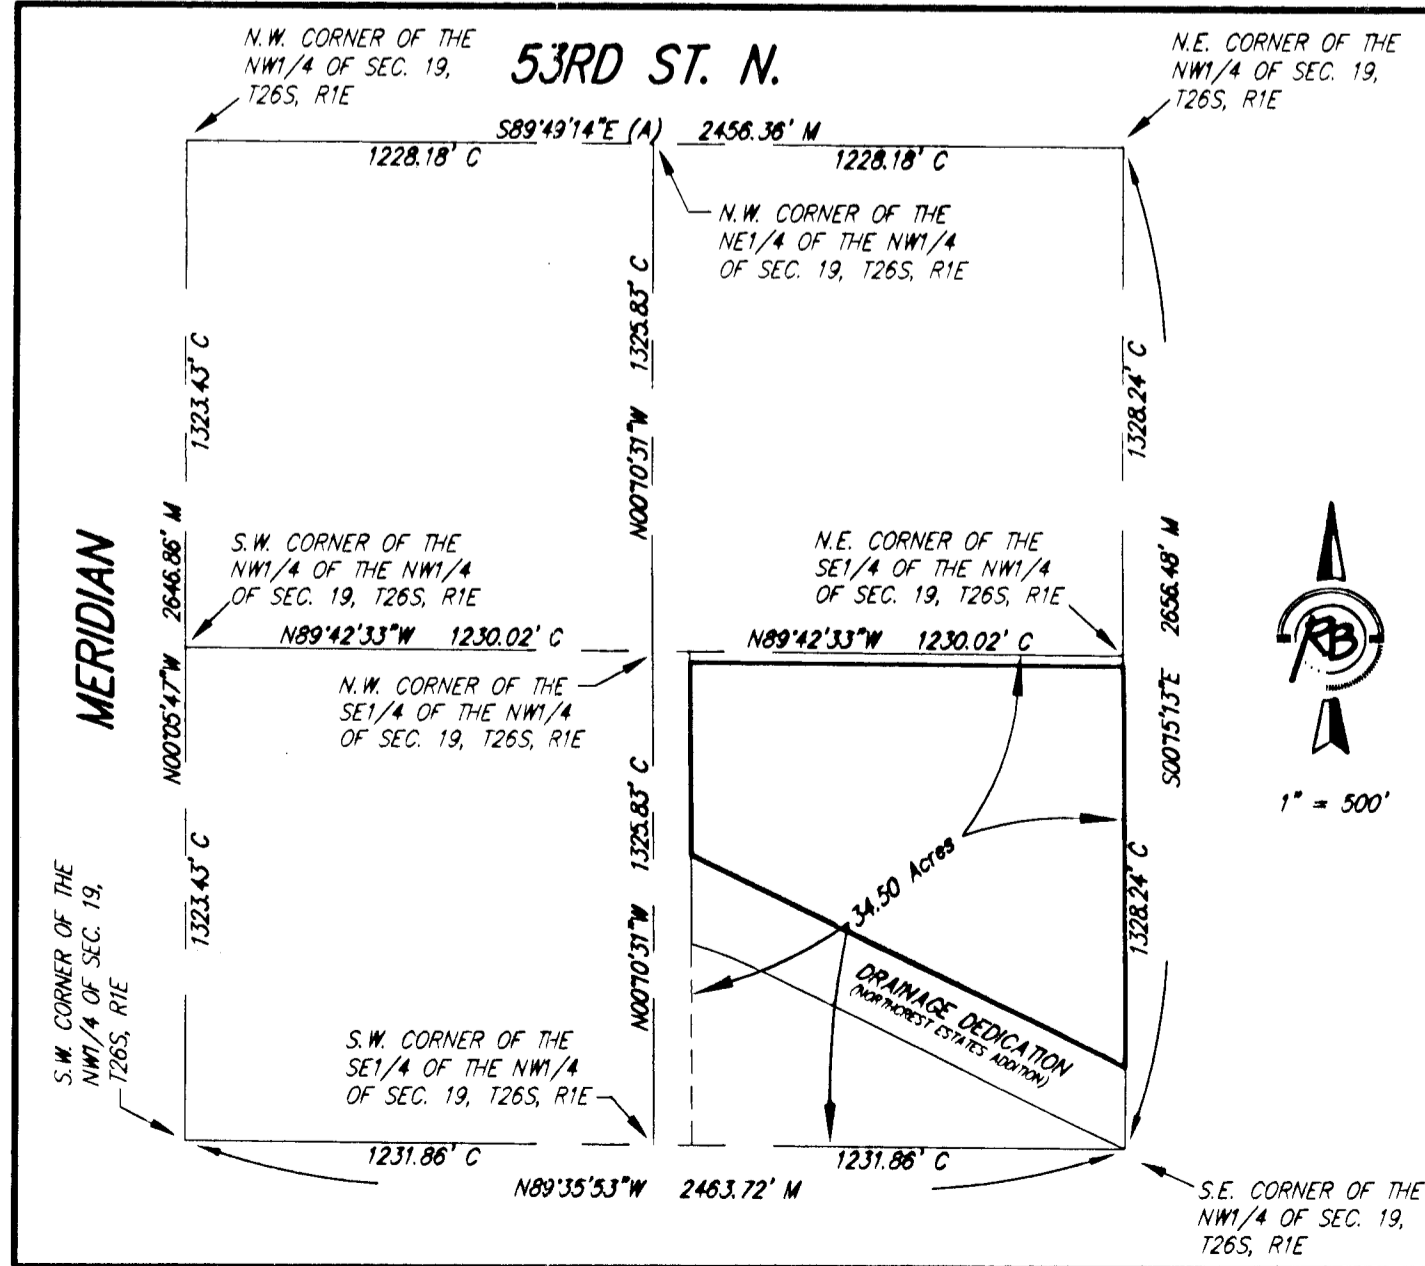 N.W. CORNER OF THE
NW1/4 OF SEC. 19,
T26S, R1E
53RD ST. N.
N.E. CORNER OF THE
NW1/4 OF SEC. 19,
T26S, R1E
S89°49'14"E (A) 2456.36' M
1228.18' C
1228.18' C
N.W. CORNER OF THE
NE1/4 OF THE NW1/4
OF SEC. 19, T26S, R1E
1323.43' C
N00°10'31"W 1325.83' C
1328.24' C
MERIDIAN
N00°05'47"W 2646.86' M
S.W. CORNER OF THE
NW1/4 OF THE NW1/4
OF SEC. 19, T26S, R1E
N.E. CORNER OF THE
SE1/4 OF THE NW1/4
OF SEC. 19, T26S, R1E
S00°15'13"E 2656.48' M
RB
1" = 500'
N89°42'33"W 1230.02' C
N89°42'33"W 1230.02' C
N.W. CORNER OF THE
SE1/4 OF THE NW1/4
OF SEC. 19, T26S, R1E
1323.43' C
N00°10'31"W 1325.83' C
34.50 Acres
1328.24' C
S.W. CORNER OF THE
NW1/4 OF SEC. 19,
T26S, R1E
DRAINAGE DEDICATION
(NORTHCREST ESTATES ADDITION)
S.W. CORNER OF THE
SE1/4 OF THE NW1/4
OF SEC. 19, T26S, R1E
1231.86' C
1231.86' C
N89°35'53"W 2463.72' M
S.E. CORNER OF THE
NW1/4 OF SEC. 19,
T26S, R1E